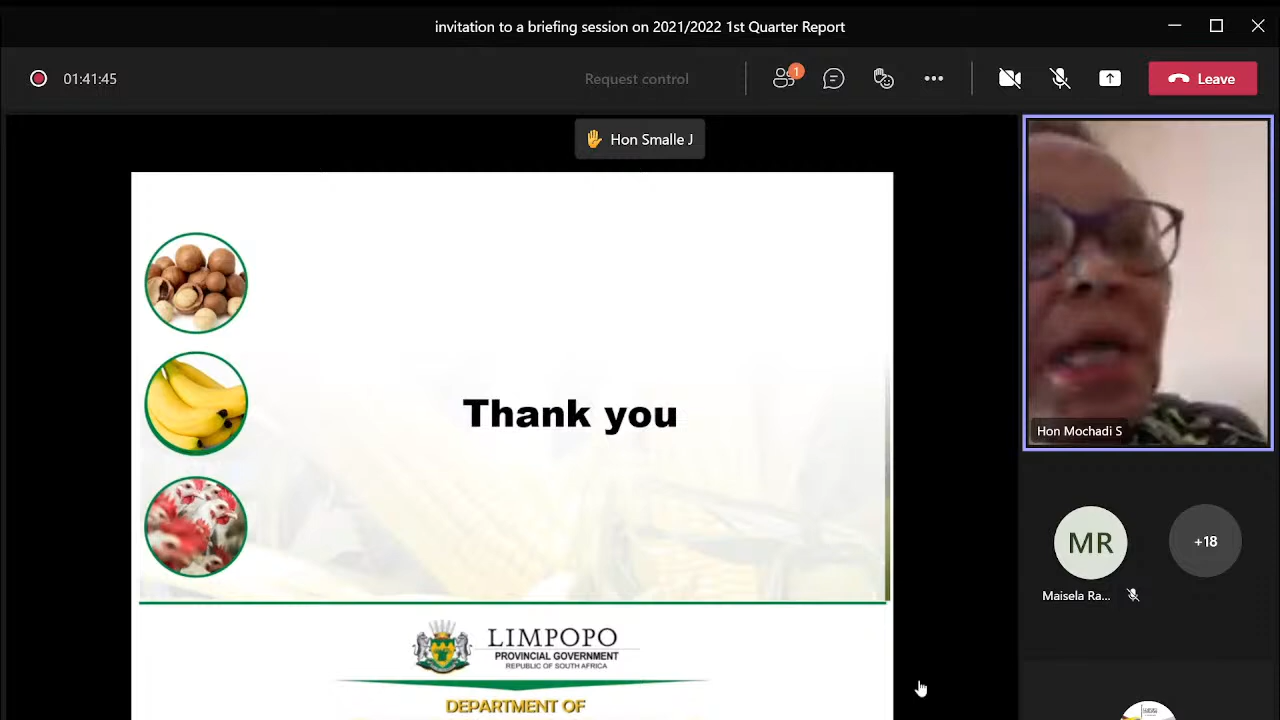 invitation to a briefing session on 2021/2022 1st Quarter Report
01:41:45
Request control
1
Leave
Hon Smalle J
Thank you
Hon Mochadi S
MR
+18
Maisela Ra...
LIMPOPO
PROVINCIAL GOVERNMENT
REPUBLIC OF SOUTH AFRICA
DEPARTMENT OF